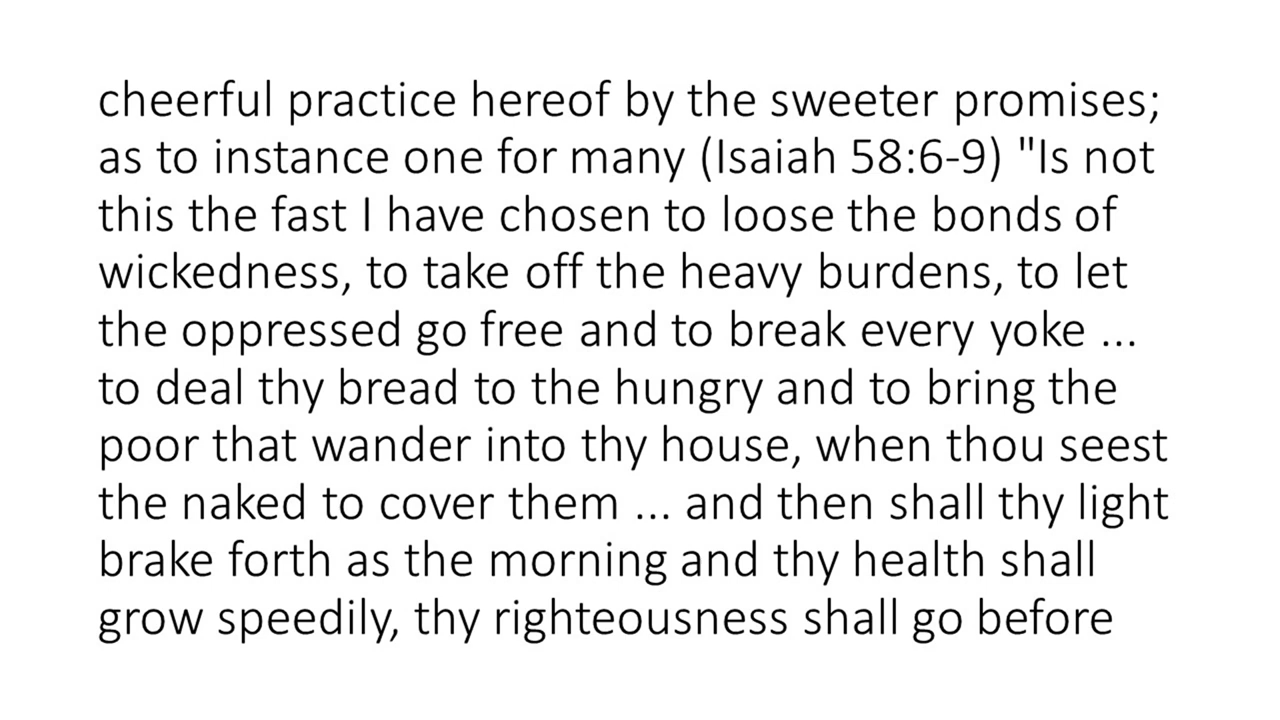 cheerful practice hereof by the sweeter promises;
as to instance one for many (Isaiah 58:6-9) "Is not
this the fast I have chosen to loose the bonds of
wickedness, to take off the heavy burdens, to let
the oppressed go free and to break every yoke ...
to deal thy bread to the hungry and to bring the
poor that wander into thy house, when thou seest
the naked to cover them ... and then shall thy light
brake forth as the morning and thy health shall
grow speedily, thy righteousness shall go before